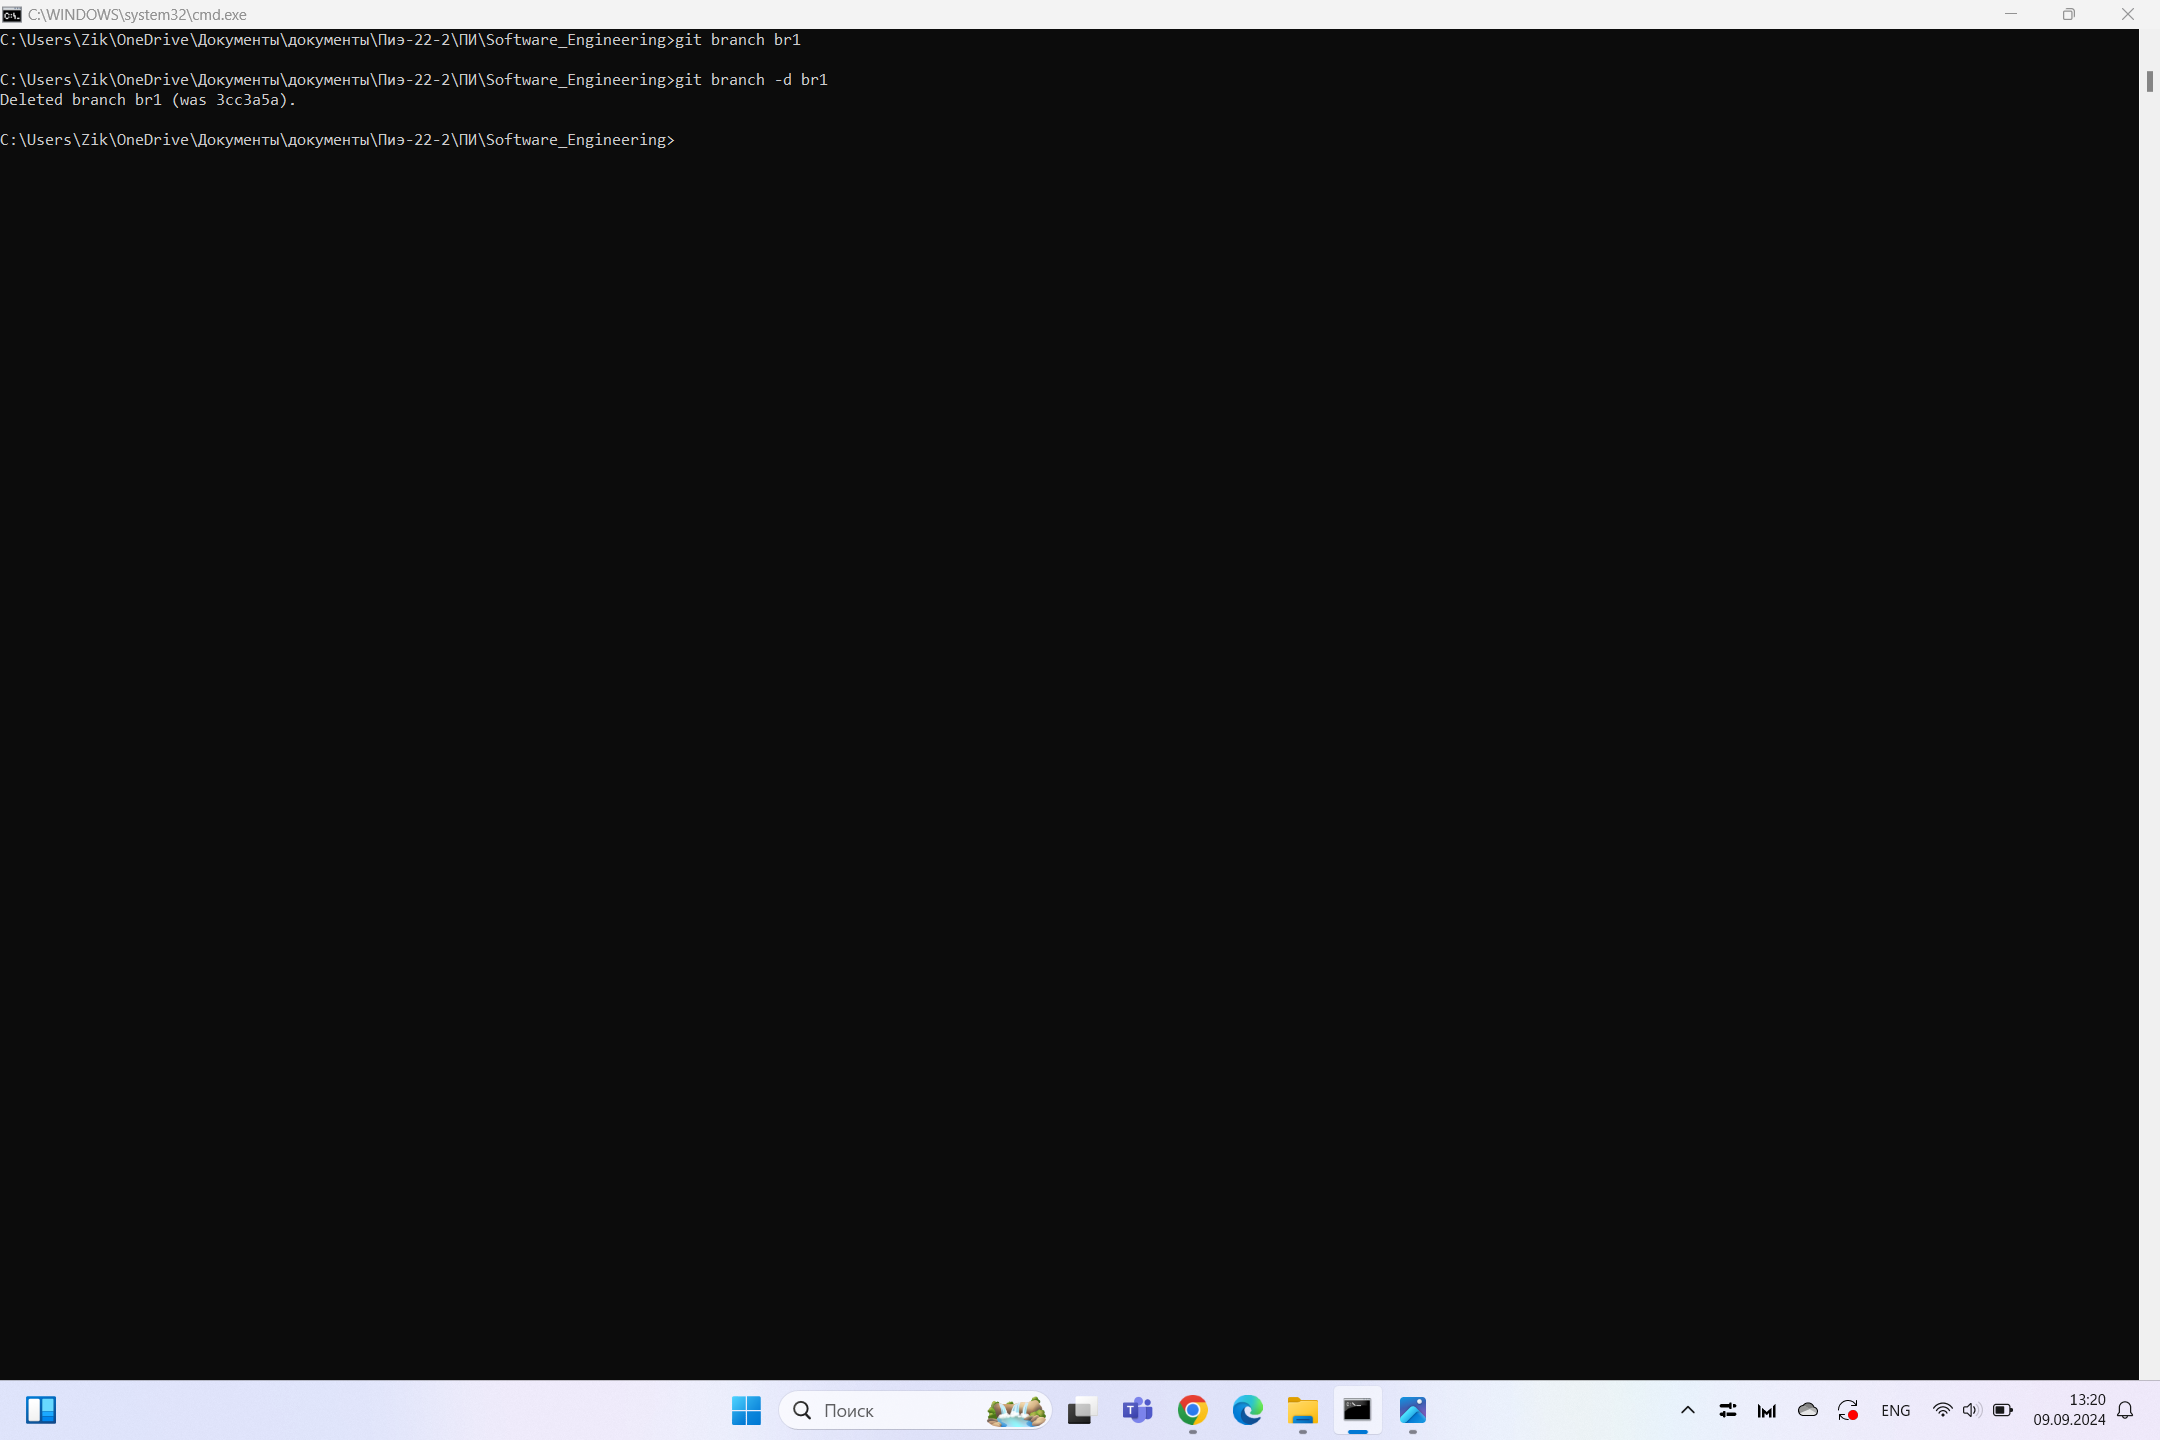 C:\WINDOWS\system32\cmd.exe
C:\Users\Zik\OneDrive\Документы\документы\Пиэ-22-2\ПИ\Software_Engineering>git branch br1
C:\Users\Zik\OneDrive\Документы\документы\Пиэ-22-2\ПИ\Software_Engineering>git branch -d br1
Deleted branch br1 (was 3cc3a5a).
C:\Users\Zik\OneDrive\Документы\документы\Пиэ-22-2\ПИ\Software_Engineering>
Поиск
ENG
13:20
09.09.2024